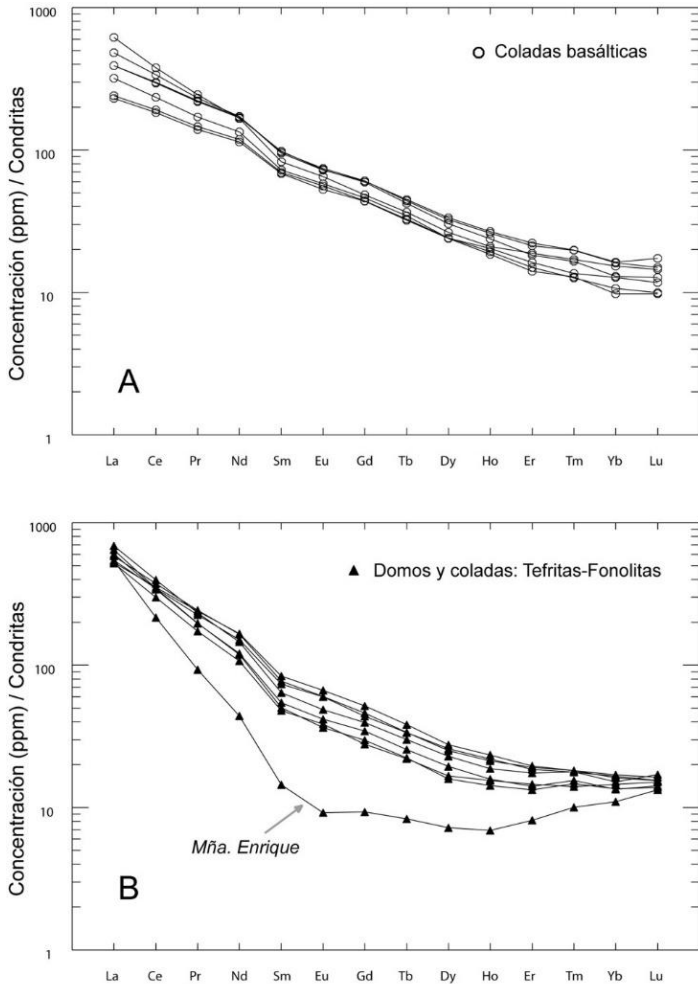 1000
Coladas basálticas
100
10
A
1
Concentración (ppm) / Condritas
La Ce Pr Nd Sm Eu Gd Tb Dy Ho Er Tm Yb Lu
1000
Domos y coladas: Tefritas-Fonolitas
100
10
Mña. Enrique
B
1
Concentración (ppm) / Condritas
La Ce Pr Nd Sm Eu Gd Tb Dy Ho Er Tm Yb Lu